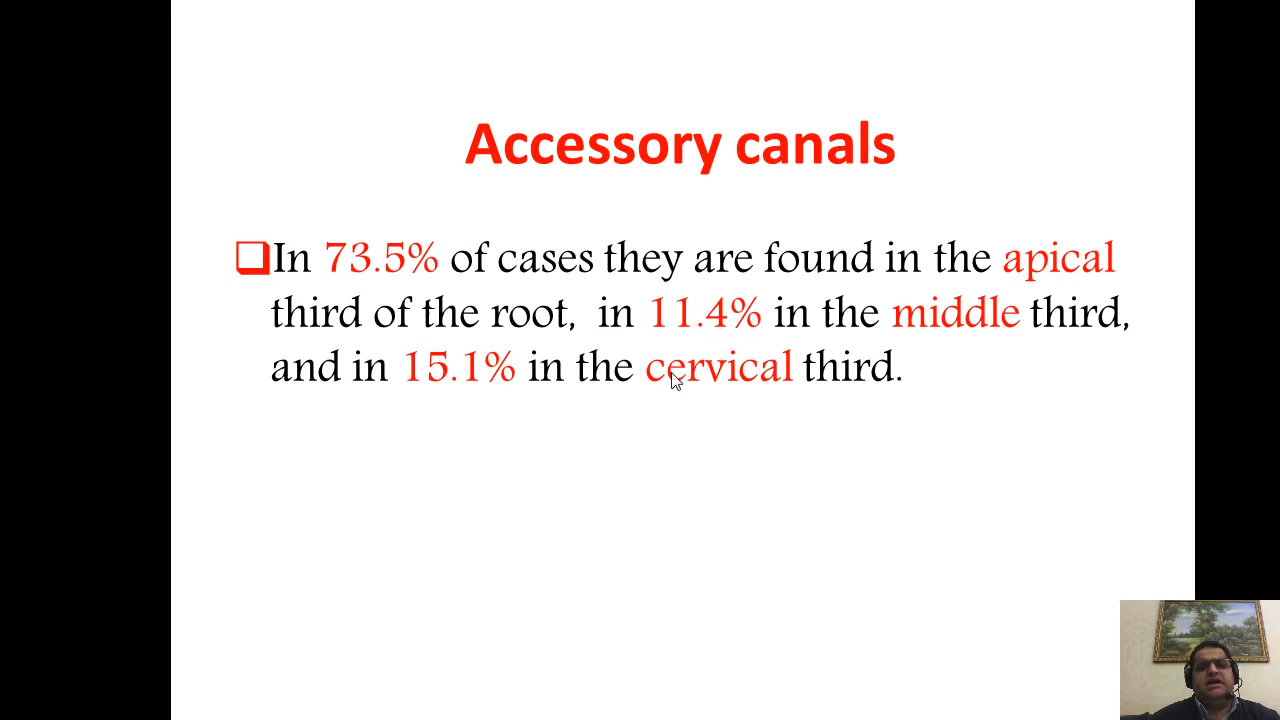 Accessory canals
❑In 73.5% of cases they are found in the apical
third of the root, in 11.4% in the middle third,
and in 15.1% in the cervical third.